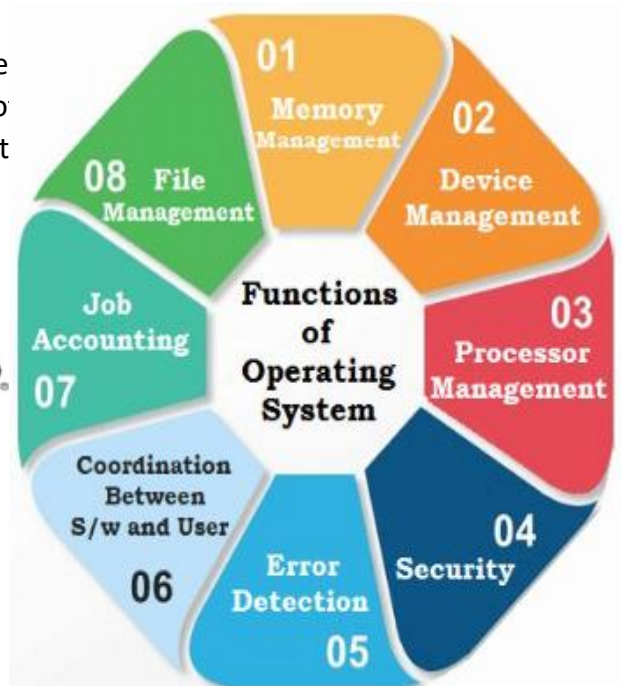 Functions
of
Operating
System
01
Memory
Management
02
Device
Management
03
Processor
Management
04
Security
Error
Detection
05
Coordination
Between
S/w and User
06
Job
Accounting
07
08 File
Management